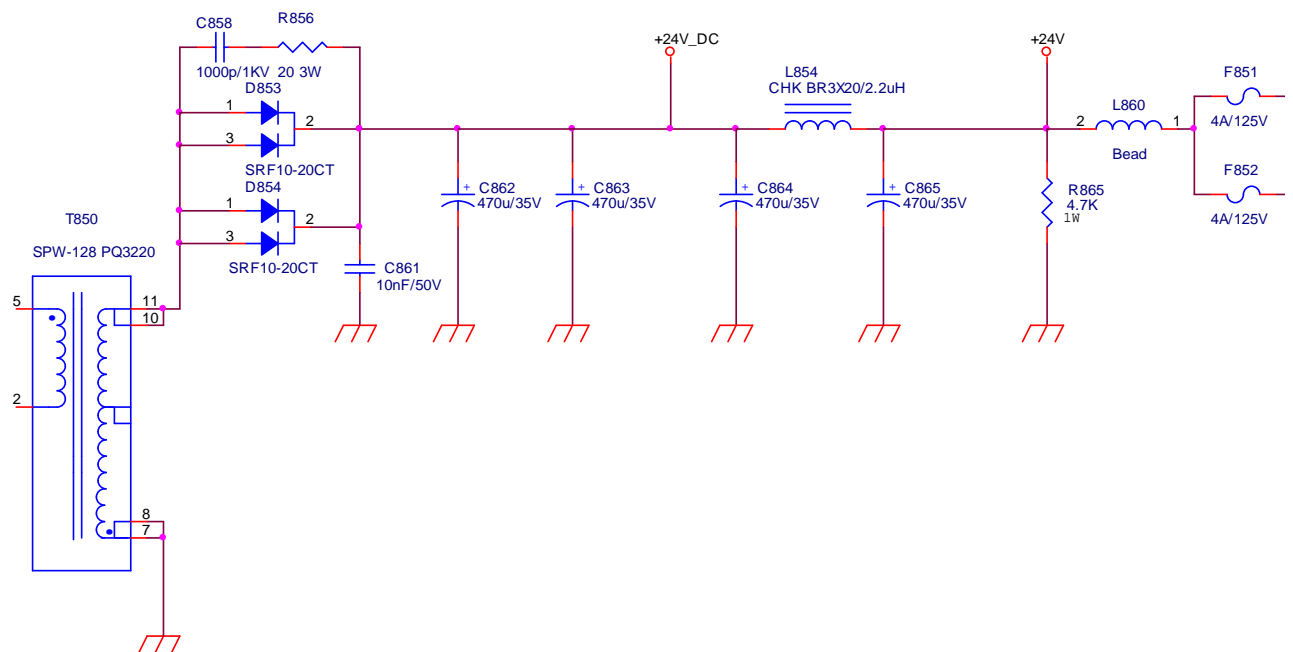 C858
R856
1000p/1KV 20 3W
D853
1
2
3
SRF10-20CT
D854
1
2
3
SRF10-20CT
C861
10nF/50V
T850
SPW-128 PQ3220
5
2
11
10
8
7
C862
470u/35V
C863
470u/35V
+24V_DC
C864
470u/35V
L854
CHK BR3X20/2.2uH
C865
470u/35V
+24V
R865
4.7K
1W
L860
2
1
Bead
F851
4A/125V
F852
4A/125V